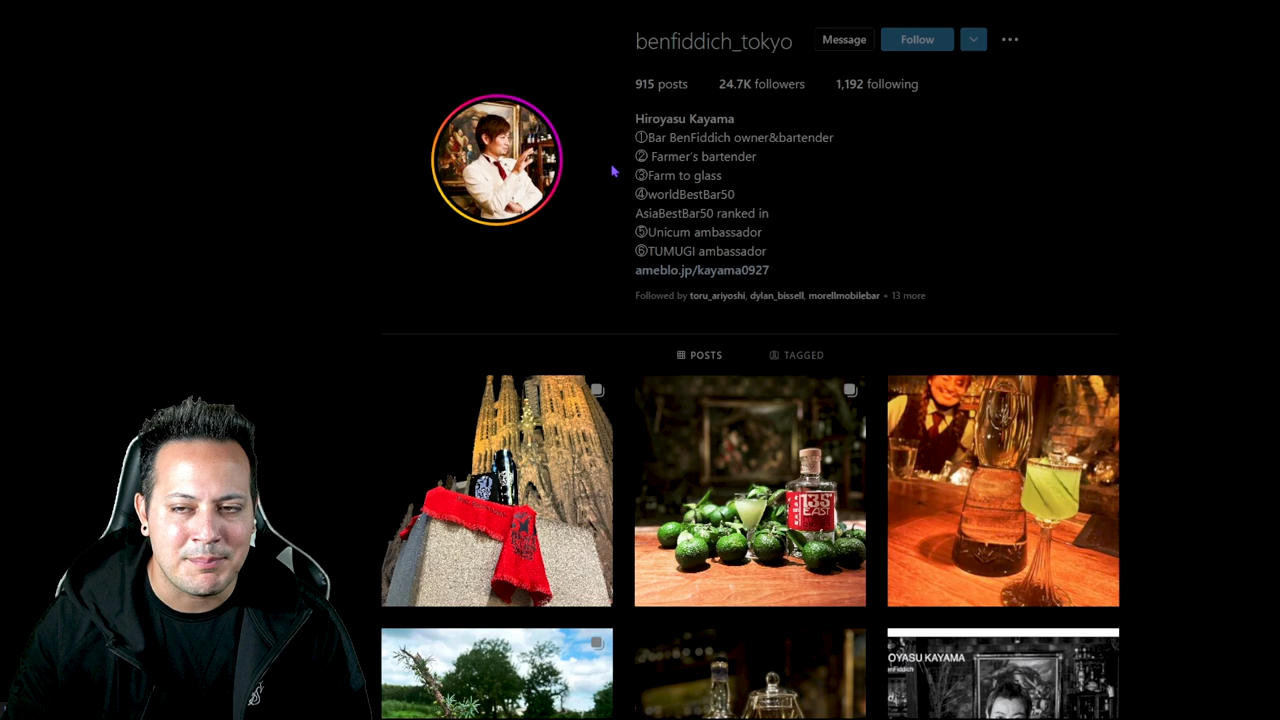 benfiddich_tokyo Message Follow
915 posts 24.7K followers 1,192 following
Hiroyasu Kayama
①Bar BenFiddich owner&bartender
② Farmer's bartender
③Farm to glass
④worldBestBar50
AsiaBestBar50 ranked in
⑤Unicum ambassador
⑥TUMUGI ambassador
ameblo.jp/kayama0927
Followed by toru_ariyoshi, dylan_bissell, morellmobilebar • 13 more
POSTS TAGGED
135
EAST
OYASU KAYAMA
nFiddich